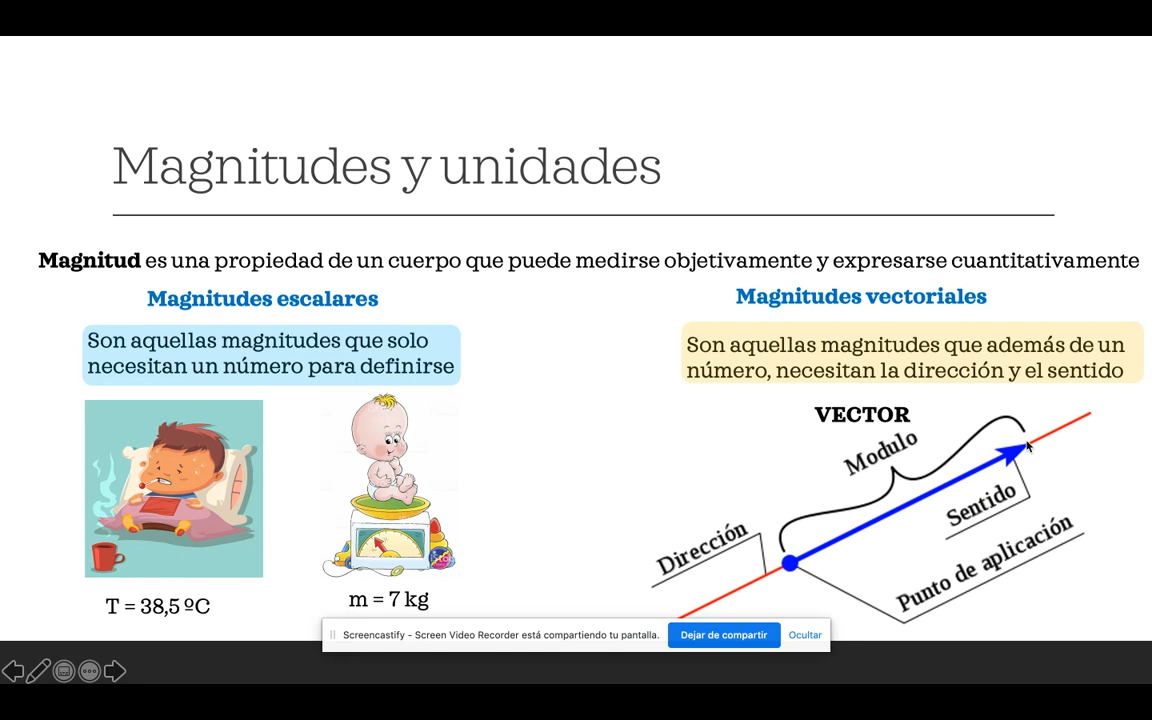 Magnitudes y unidades
Magnitud es una propiedad de un cuerpo que puede medirse objetivamente y expresarse cuantitativamente
Magnitudes escalares
Son aquellas magnitudes que solo
necesitan un número para definirse
T = 38,5 ºC
m = 7 kg
Magnitudes vectoriales
Son aquellas magnitudes que además de un
número, necesitan la dirección y el sentido
VECTOR
Modulo
Sentido
Dirección
Punto de aplicación
Screencastify - Screen Video Recorder está compartiendo tu pantalla.
Dejar de compartir
Ocultar